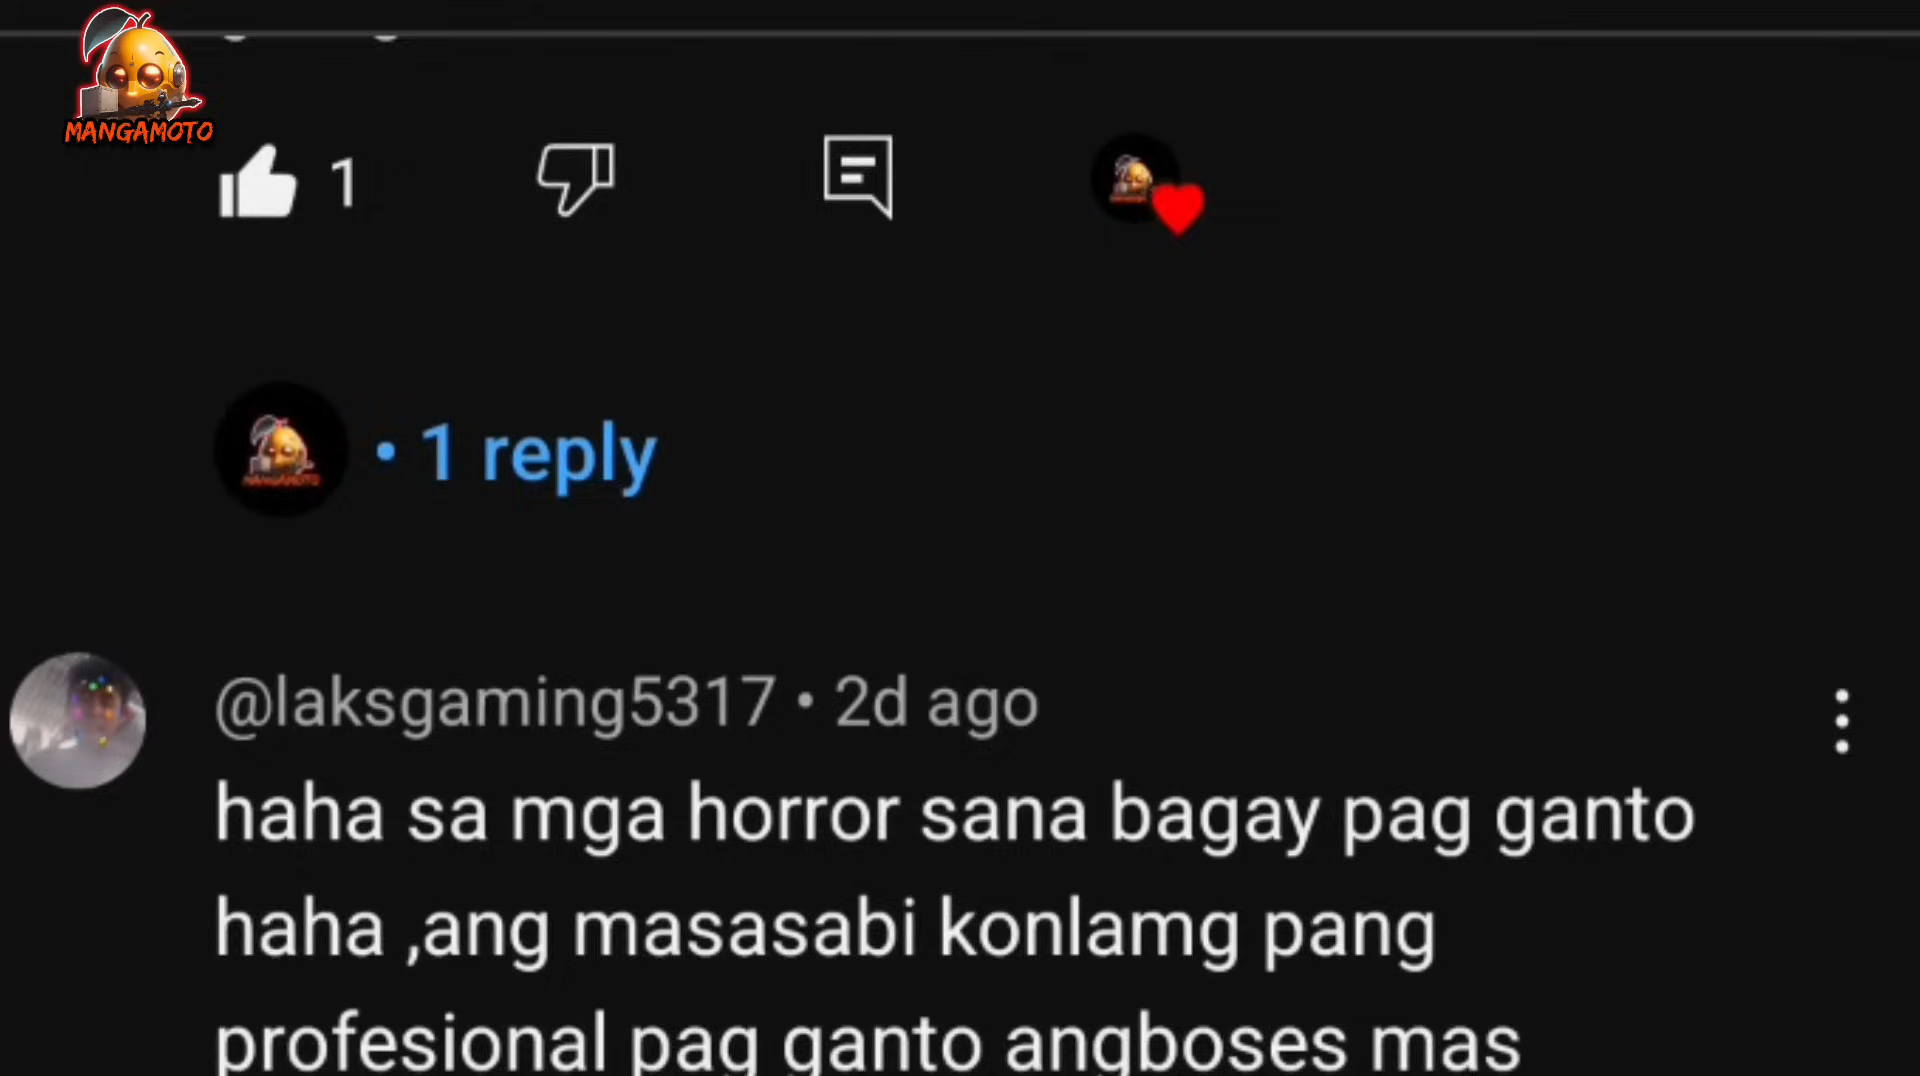 MANGAMOTO
1
MANGAMOTO
• 1 reply
@laksgaming5317 • 2d ago
haha sa mga horror sana bagay pag ganto
haha ,ang masasabi konlamg pang
profesional pag ganto angboses mas